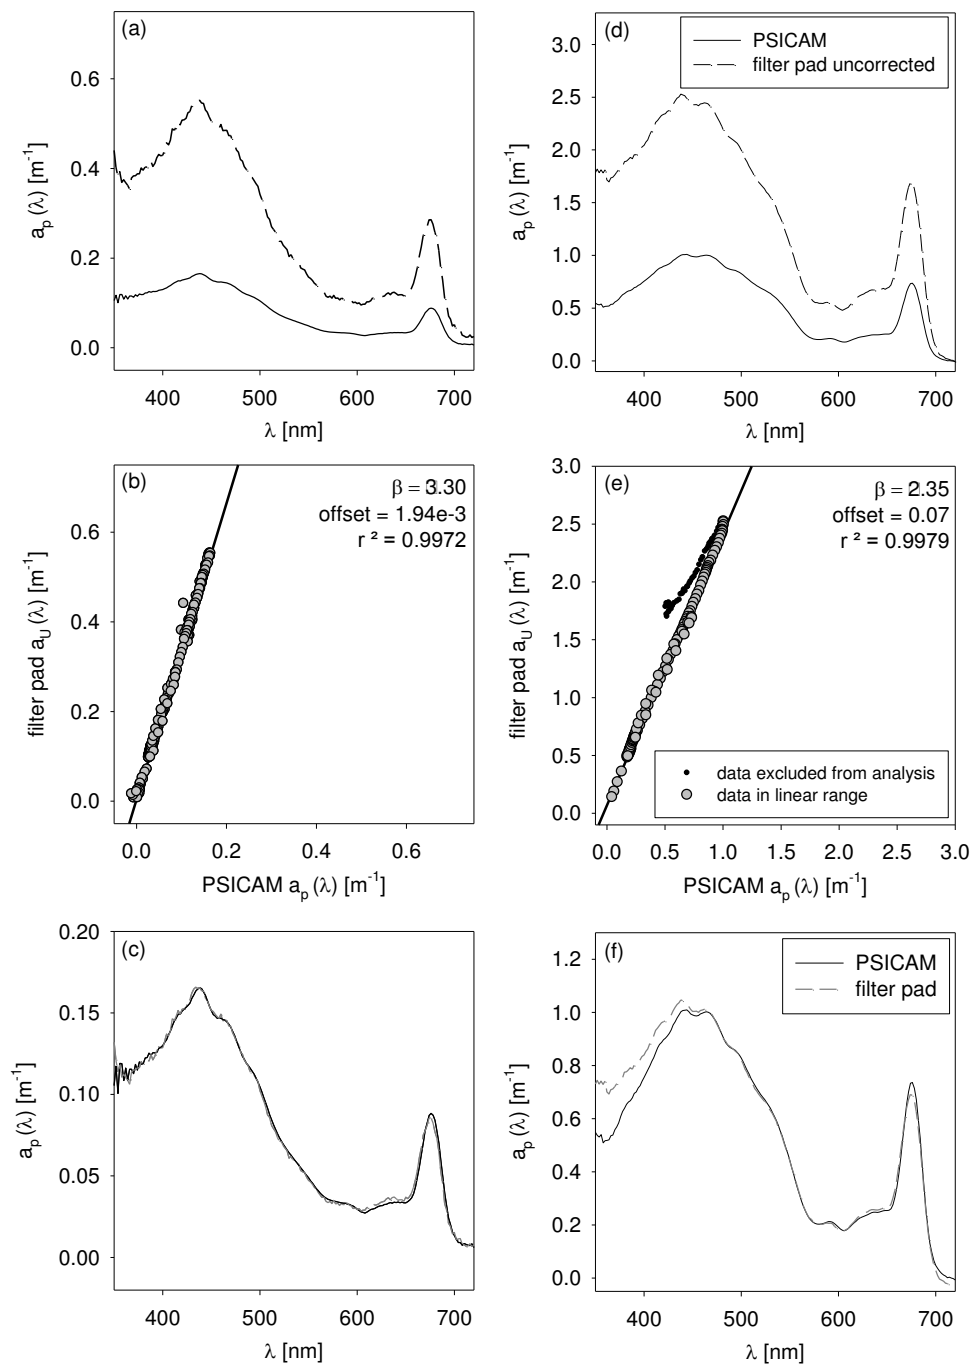 (a)
0.6
0.4
0.2
0.0
a_p (λ) [m⁻¹]
400 500 600 700
λ [nm]
(d)
PSICAM
filter pad uncorrected
3.0
2.5
2.0
1.5
1.0
0.5
0.0
a_p (λ) [m⁻¹]
400 500 600 700
λ [nm]
(b)
β = 3.30
offset = 1.94e-3
r ² = 0.9972
0.6
0.4
0.2
0.0
filter pad a_U (λ) [m⁻¹]
0.0 0.2 0.4 0.6
PSICAM a_p (λ) [m⁻¹]
(e)
β = 2.35
offset = 0.07
r ² = 0.9979
3.0
2.5
2.0
1.5
1.0
0.5
0.0
filter pad a_U (λ) [m⁻¹]
data excluded from analysis
data in linear range
0.0 0.5 1.0 1.5 2.0 2.5 3.0
PSICAM a_p (λ) [m⁻¹]
(c)
0.20
0.15
0.10
0.05
0.00
a_p (λ) [m⁻¹]
400 500 600 700
λ [nm]
(f)
PSICAM
filter pad
1.2
1.0
0.8
0.6
0.4
0.2
0.0
a_p (λ) [m⁻¹]
400 500 600 700
λ [nm]